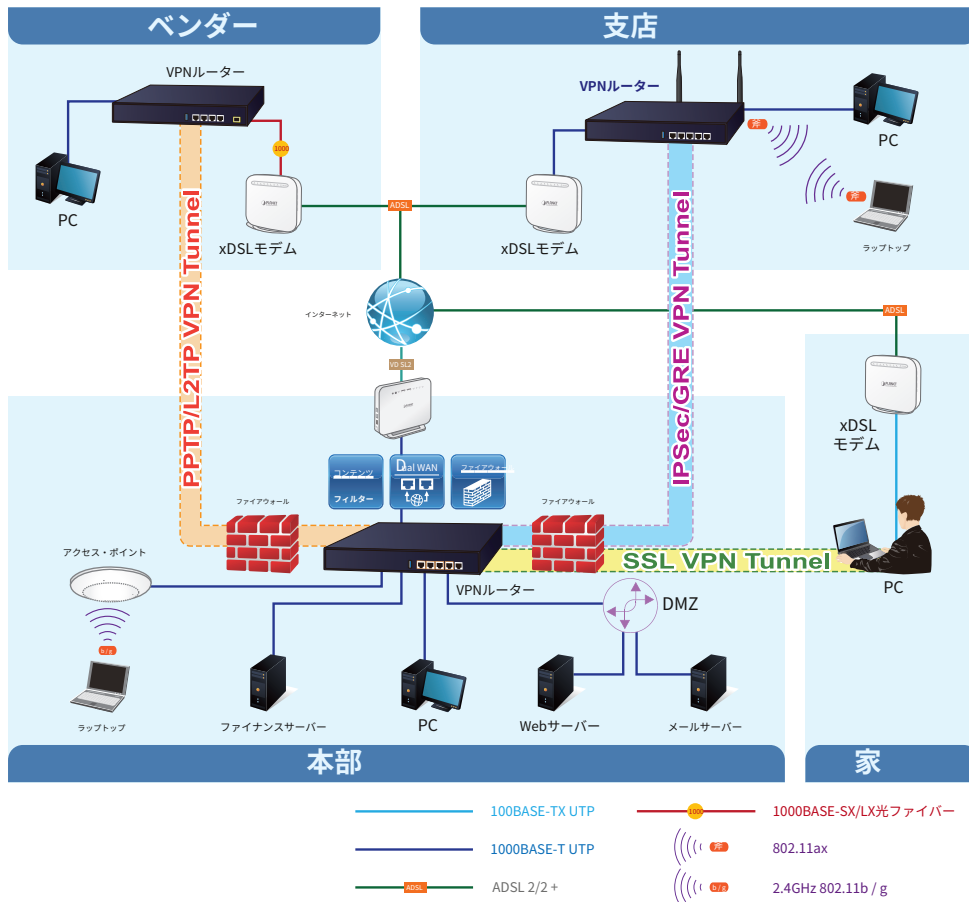 ベンダー
支店
VPNルーター
VPNルーター
1000
斧
PC
PC
斧
ADSL
ラップトップ
xDSLモデム
xDSLモデム
PPTP/L2TP VPN Tunnel
IPSec/GRE VPN Tunnel
インターネット
ADSL
VD SL2
xDSL
モデム
コンテンツ
フィルター
Dual WAN
ファイアウォール
ファイアウォール
ファイアウォール
SSL VPN Tunnel
アクセス・ポイント
VPNルーター
DMZ
PC
b / g
ラップトップ
ファイナンスサーバー
PC
Webサーバー
メールサーバー
本部
家
100BASE-TX UTP
1000
1000BASE-SX/LX光ファイバー
1000BASE-T UTP
斧
802.11ax
ADSL
ADSL 2/2 +
b / g
2.4GHz 802.11b / g